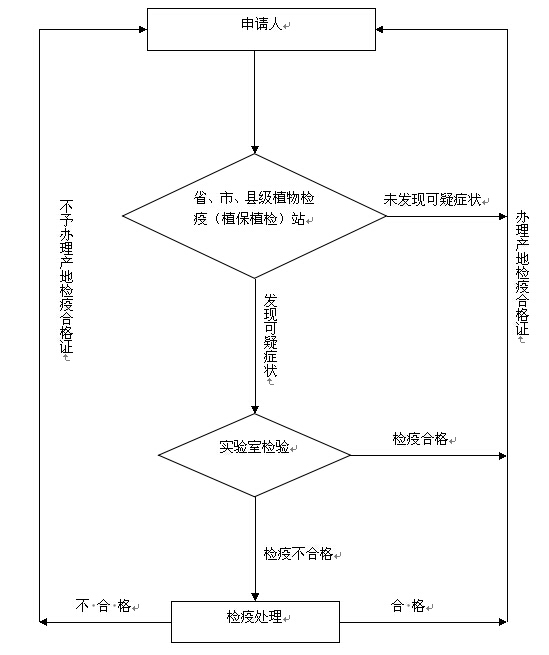 申请人
省、市、县级植物检
疫（植保植检）站
未发现可疑症状
不予办理产地检疫合格证
办理产地检疫合格证
发现可疑症状
实验室检验
检疫合格
检疫不合格
不合格
检疫处理
合格